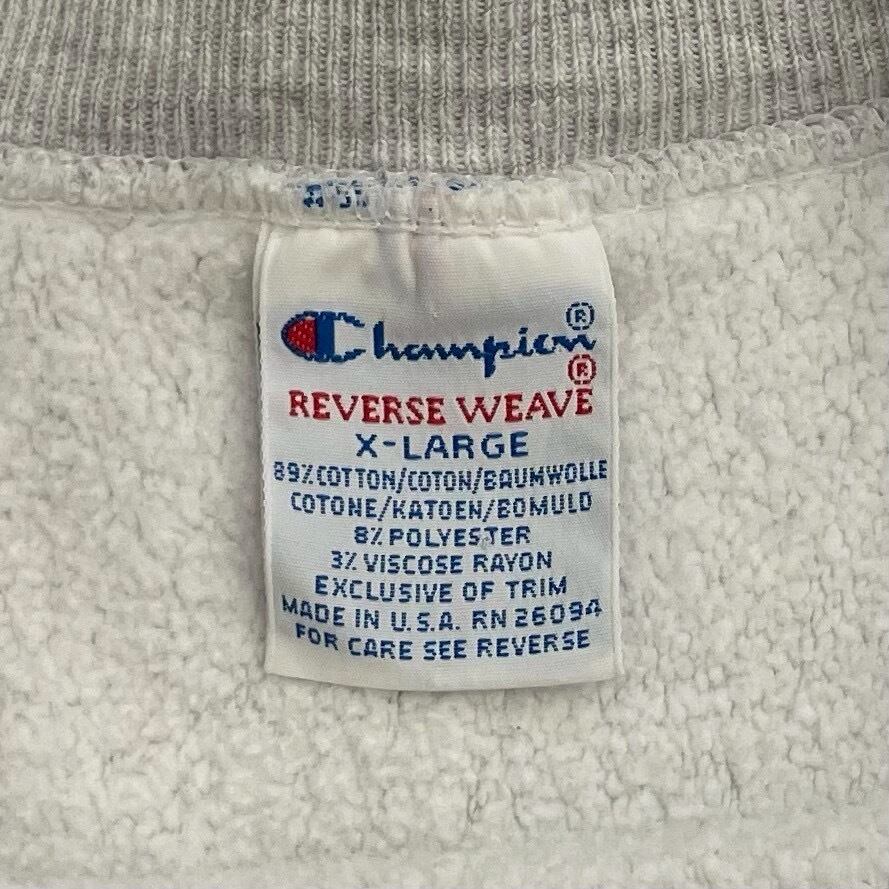 Champion®
REVERSE WEAVE®
X-LARGE
89% COTTON/COTON/BAUMWOLLE
COTONE/KATOEN/BOMULD
8% POLYESTER
3% VISCOSE RAYON
EXCLUSIVE OF TRIM
MADE IN U.S.A. RN 26094
FOR CARE SEE REVERSE